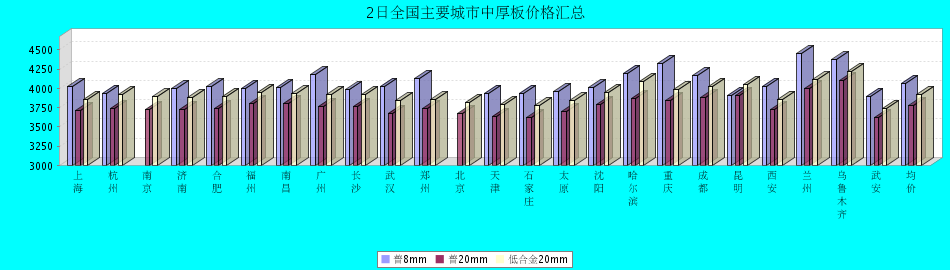 2日全国主要城市中厚板价格汇总
4500
4250
4000
3750
3500
3250
3000
上海 杭州 南京 济南 合肥 福州 南昌 广州 长沙 武汉 郑州 北京 天津 石家庄 太原 沈阳 哈尔滨 重庆 成都 昆明 西安 兰州 乌鲁木齐 武安 均价
普8mm 普20mm 低合金20mm